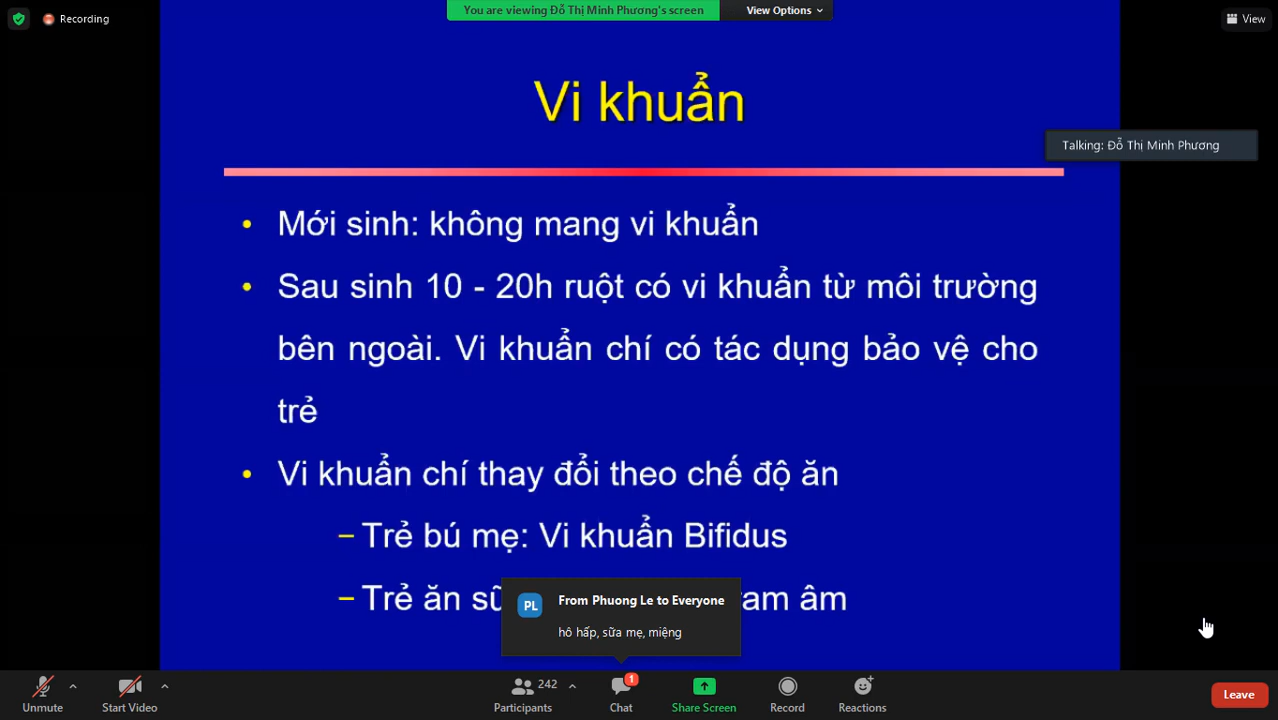 Recording
You are viewing Đỗ Thị Minh Phương's screen
View Options
View
Vi khuẩn
Talking: Đỗ Thị Minh Phương
• Mới sinh: không mang vi khuẩn
• Sau sinh 10 - 20h ruột có vi khuẩn từ môi trường
bên ngoài. Vi khuẩn chí có tác dụng bảo vệ cho
trẻ
• Vi khuẩn chí thay đổi theo chế độ ăn
– Trẻ bú mẹ: Vi khuẩn Bifidus
– Trẻ ăn âm
PL
From Phuong Le to Everyone
hô hấp, sữa mẹ, miệng
Unmute
Start Video
242
Participants
1
Chat
Share Screen
Record
Reactions
Leave